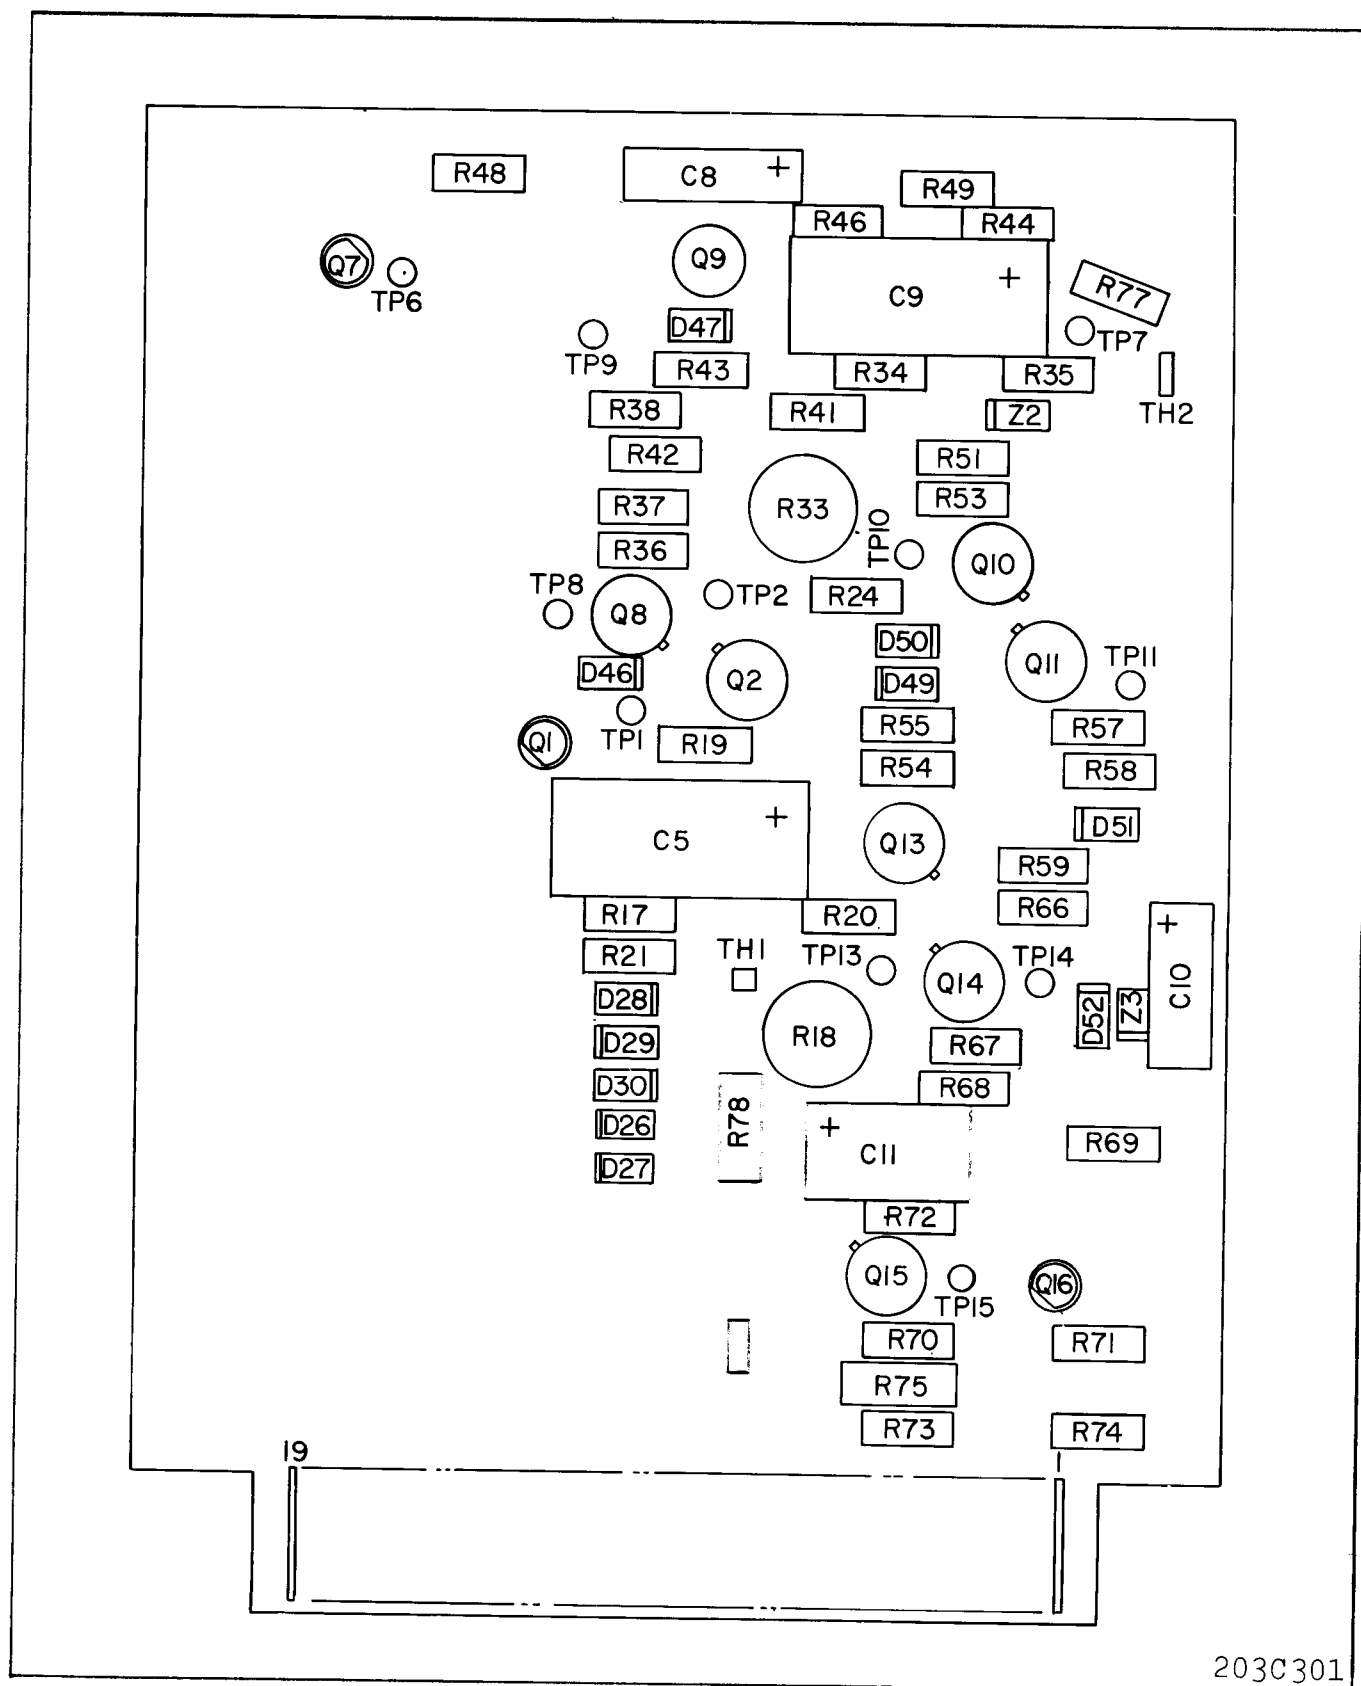 R48
C8
+
R49
R46
R44
Q7
TP6
Q9
C9
+
R77
D47
TP9
TP7
R43
R34
R35
TH2
R38
R41
Z2
R42
R51
R37
R33
R53
TP10
R36
Q10
TP8
TP2
R24
Q8
D50
Q11
TP11
D46
Q2
D49
TP1
R55
R57
Q1
R19
R54
R58
C5
+
Q13
D51
R59
R17
R20
R66
+
C10
R21
TH1
TP13
Q14
TP14
D28
D52
Z3
D29
R18
R67
D30
R68
R78
D26
+
C11
R69
D27
R72
Q15
TP15
Q16
R70
R71
R75
R73
R74
19
1
203C301